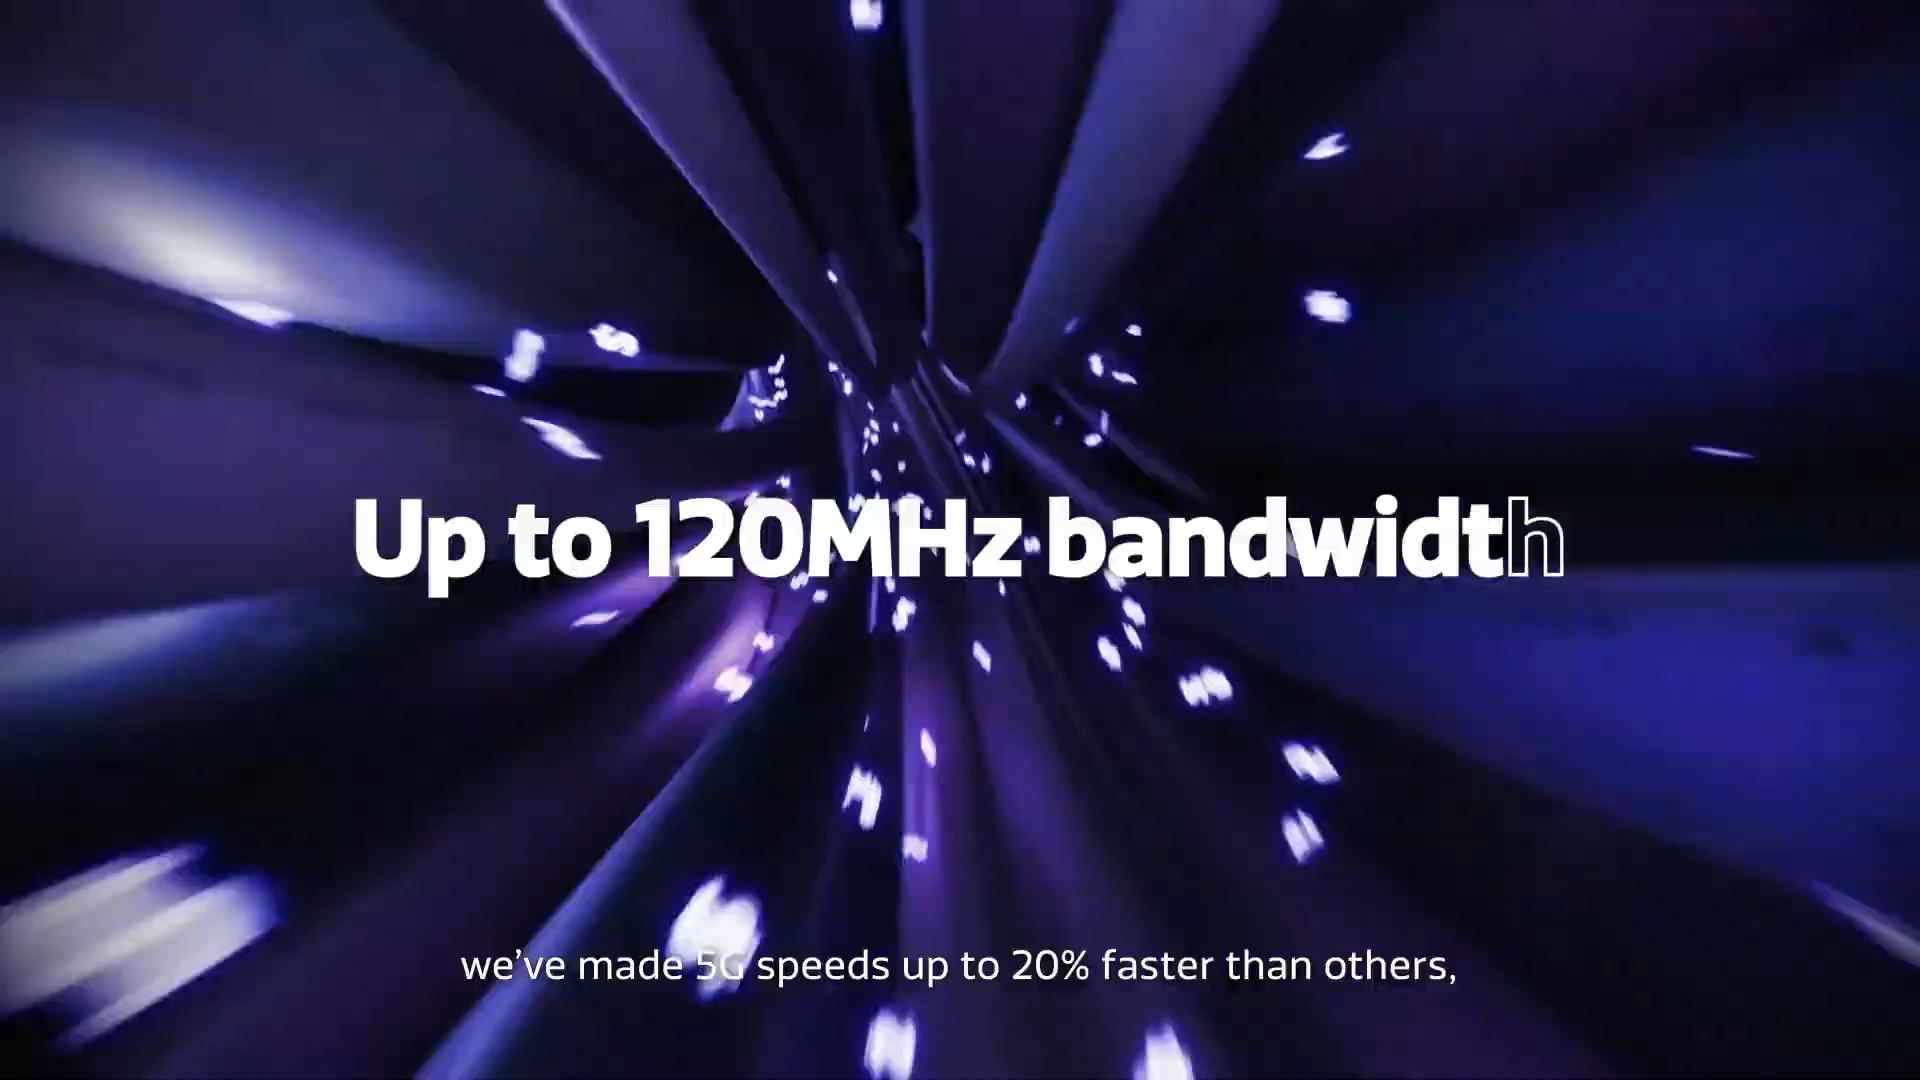 Up to 120MHz bandwidth
we've made 5G speeds up to 20% faster than others,